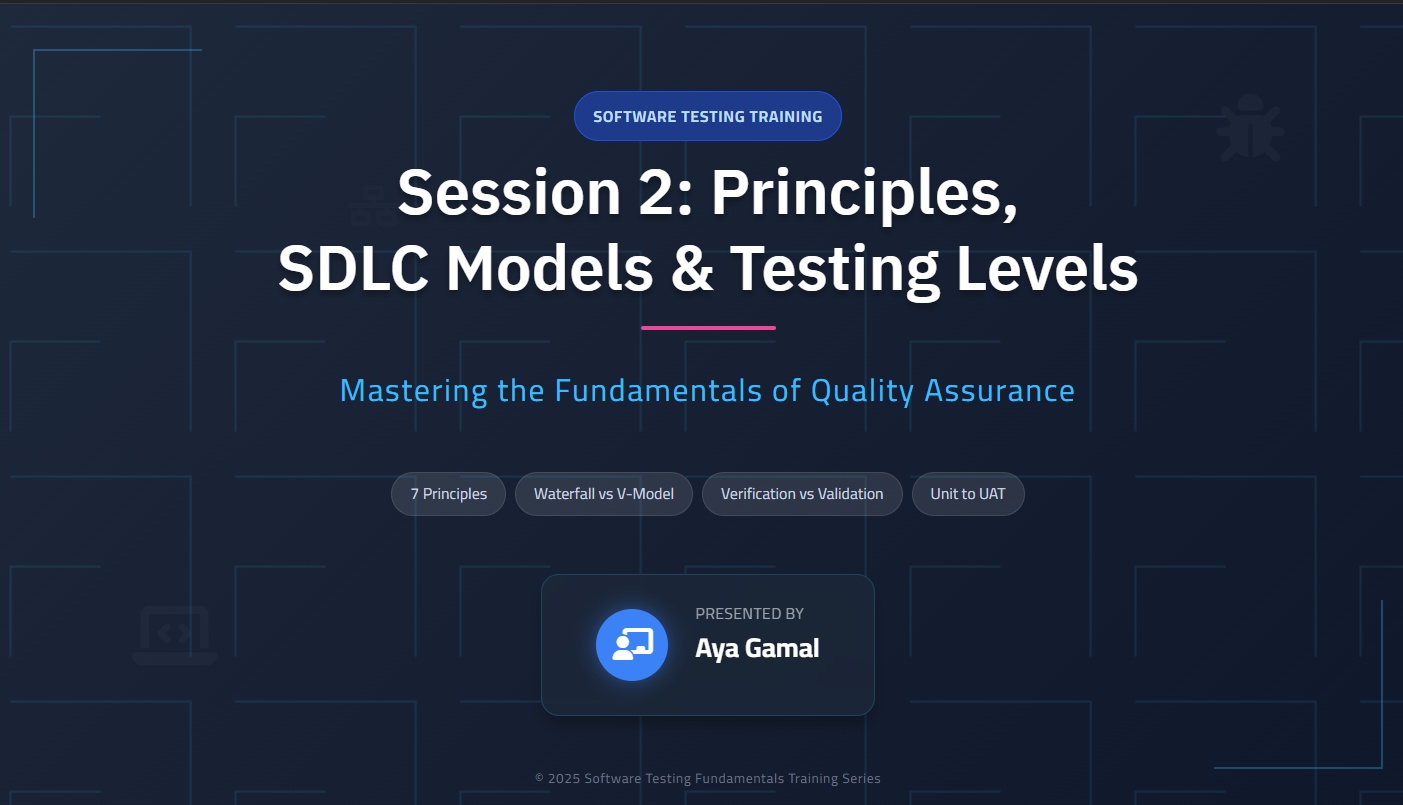 SOFTWARE TESTING TRAINING
Session 2: Principles,
SDLC Models & Testing Levels
Mastering the Fundamentals of Quality Assurance
7 Principles
Waterfall vs V-Model
Verification vs Validation
Unit to UAT
PRESENTED BY
Aya Gamal
© 2025 Software Testing Fundamentals Training Series